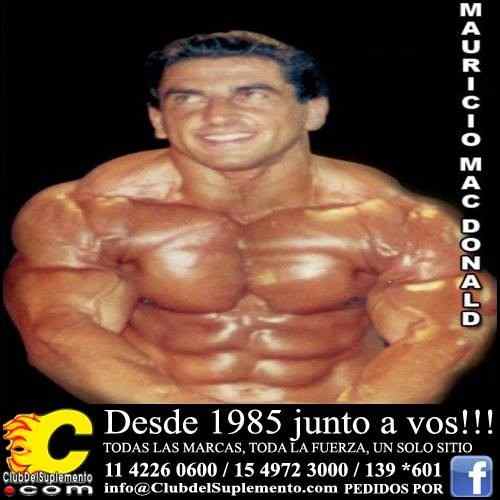 MAURICIO MAC DONALD
Desde 1985 junto a vos!!!
TODAS LAS MARCAS, TODA LA FUERZA, UN SOLO SITIO
11 4226 0600 / 15 4972 3000 / 139 *601
info@ClubdelSuplemento.com PEDIDOS POR f
C
ClubDelSuplemento
.com